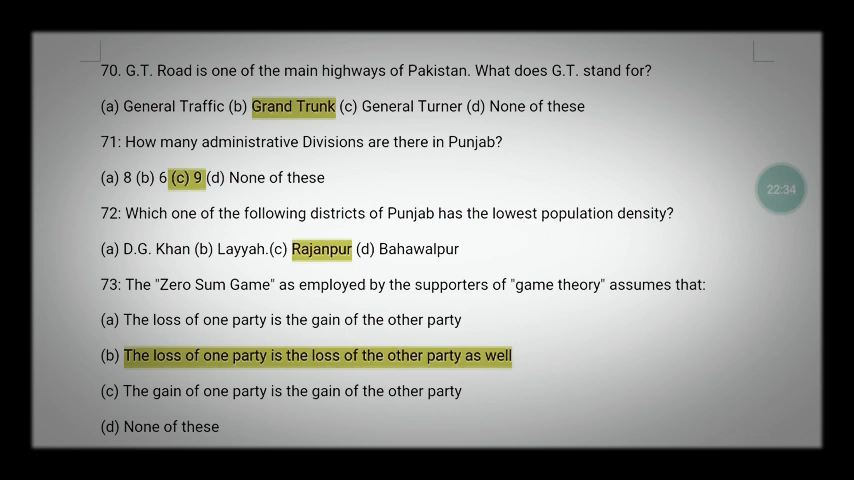 70. G.T. Road is one of the main highways of Pakistan. What does G.T. stand for?
(a) General Traffic (b) Grand Trunk (c) General Turner (d) None of these
71: How many administrative Divisions are there in Punjab?
(a) 8 (b) 6 (c) 9 (d) None of these
72: Which one of the following districts of Punjab has the lowest population density?
(a) D.G. Khan (b) Layyah.(c) Rajanpur (d) Bahawalpur
73: The "Zero Sum Game" as employed by the supporters of "game theory" assumes that:
(a) The loss of one party is the gain of the other party
(b) The loss of one party is the loss of the other party as well
(c) The gain of one party is the gain of the other party
(d) None of these
22:34